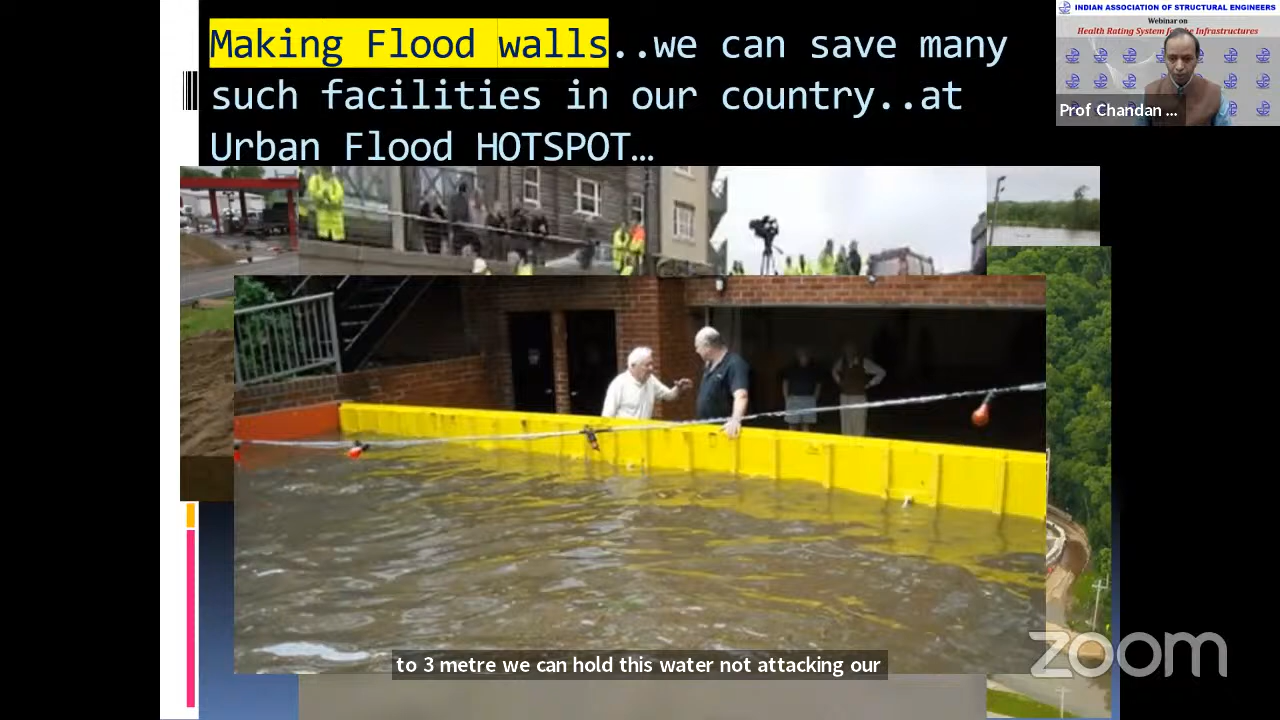 Making Flood walls..we can save many
such facilities in our country..at
Urban Flood HOTSPOT…
INDIAN ASSOCIATION OF STRUCTURAL ENGINEERS
Webinar on
Health Rating System for the Infrastructures
Prof Chandan ...
to 3 metre we can hold this water not attacking our
zoom